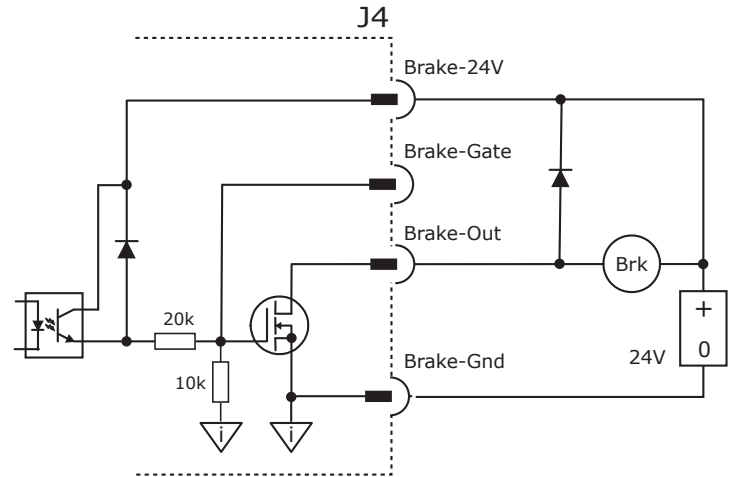 J4
Brake-24V
Brake-Gate
Brake-Out
Brk
20k
+
24V
0
Brake-Gnd
10k
i
i